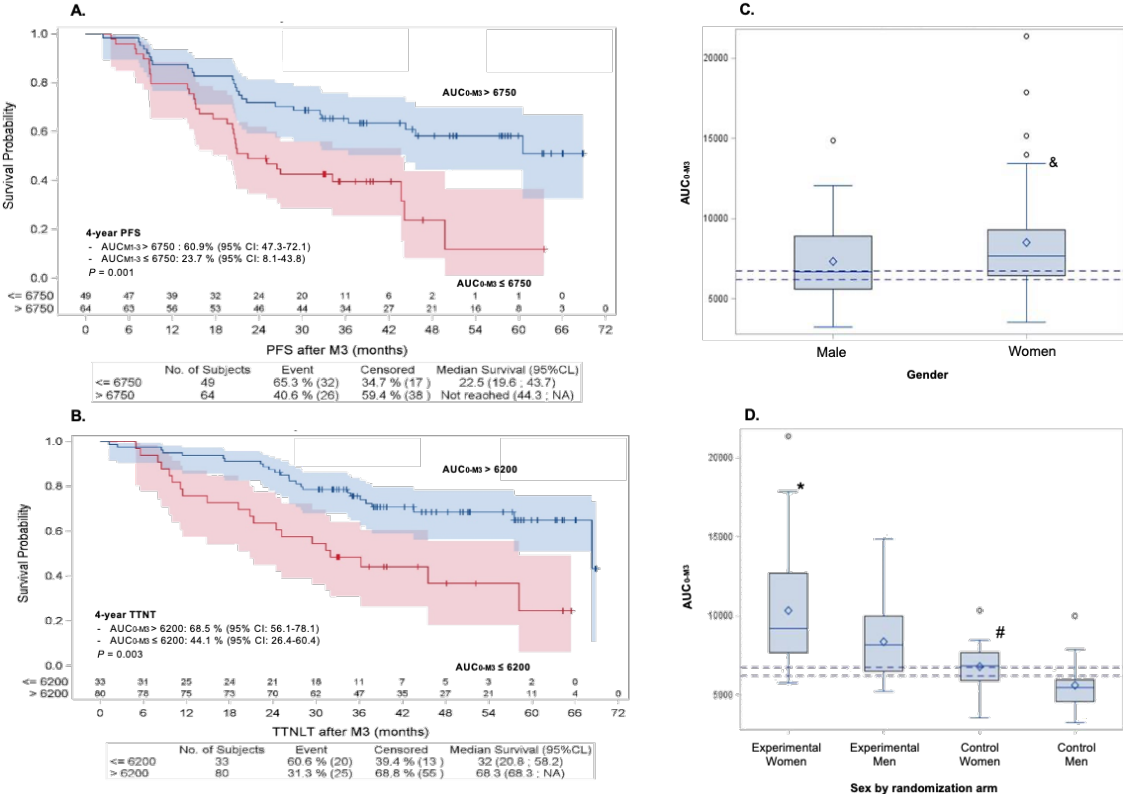 A.
1.0
0.8
0.6
0.4
0.2
0.0
Survival Probability
AUC0-M3 > 6750
4-year PFS
- AUCM1-3 > 6750 : 60.9% (95% CI: 47.3-72.1)
- AUCM1-3 ≤ 6750: 23.7 % (95% CI: 8.1-43.8)
P = 0.001
AUC0-M3 ≤ 6750
<= 6750 49 47 39 32 24 20 11 6 2 1 1 0
> 6750 64 63 56 53 46 44 34 27 21 16 8 3 0
0 6 12 18 24 30 36 42 48 54 60 66 72
PFS after M3 (months)
No. of Subjects Event Censored Median Survival (95%CL)
<= 6750 49 65.3 % (32) 34.7 % (17 ) 22.5 (19.6 ; 43.7)
> 6750 64 40.6 % (26) 59.4 % (38 ) Not reached (44.3 ; NA)
B.
1.0
0.8
0.6
0.4
0.2
0.0
Survival Probability
AUC0-M3 > 6200
4-year TTNT
- AUC0-M3 > 6200: 68.5 % (95% CI: 56.1-78.1)
- AUC0-M3 ≤ 6200: 44.1 % (95% CI: 26.4-60.4)
P = 0.003
AUC0-M3 ≤ 6200
<= 6200 33 31 25 24 21 18 11 7 5 3 2 0
> 6200 80 78 75 73 70 62 47 35 27 21 11 4 0
0 6 12 18 24 30 36 42 48 54 60 66 72
TTNLT after M3 (months)
No. of Subjects Event Censored Median Survival (95%CL)
<= 6200 33 60.6 % (20) 39.4 % (13 ) 32 (20.8 ; 58.2)
> 6200 80 31.3 % (25) 68.8 % (55 ) 68.3 (68.3 ; NA)
C.
20000
15000
10000
5000
AUC0-M3
&
Male Women
Gender
D.
20000
15000
10000
5000
AUC0-M3
*
#
Experimental Women
Experimental Men
Control Women
Control Men
Sex by randomization arm